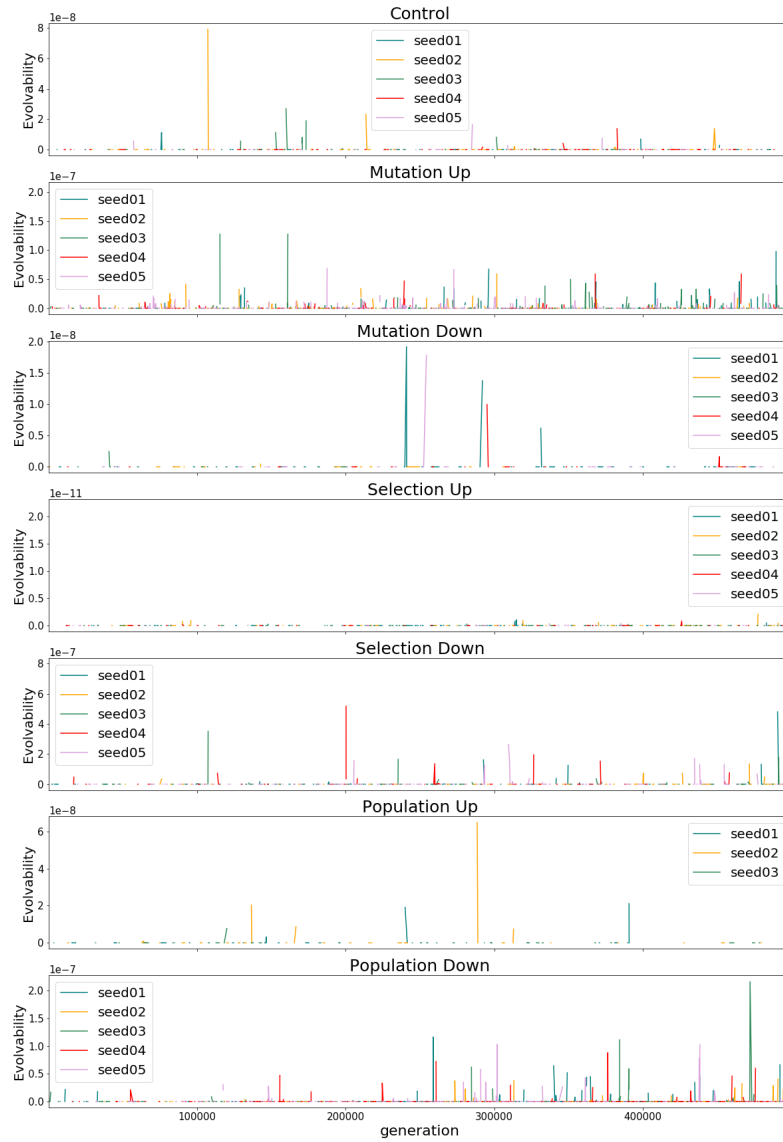 Control
1e−8
8
6
4
2
0
Evolvability
seed01
seed02
seed03
seed04
seed05
Mutation Up
1e−7
2.0
1.5
1.0
0.5
0.0
Evolvability
seed01
seed02
seed03
seed04
seed05
Mutation Down
1e−8
2.0
1.5
1.0
0.5
0.0
Evolvability
seed01
seed02
seed03
seed04
seed05
Selection Up
1e−11
2.0
1.5
1.0
0.5
0.0
Evolvability
seed01
seed02
seed03
seed04
seed05
Selection Down
1e−7
8
6
4
2
0
Evolvability
seed01
seed02
seed03
seed04
seed05
Population Up
1e−8
6
4
2
0
Evolvability
seed01
seed02
seed03
Population Down
1e−7
2.0
1.5
1.0
0.5
0.0
Evolvability
seed01
seed02
seed03
seed04
seed05
100000 200000 300000 400000
generation